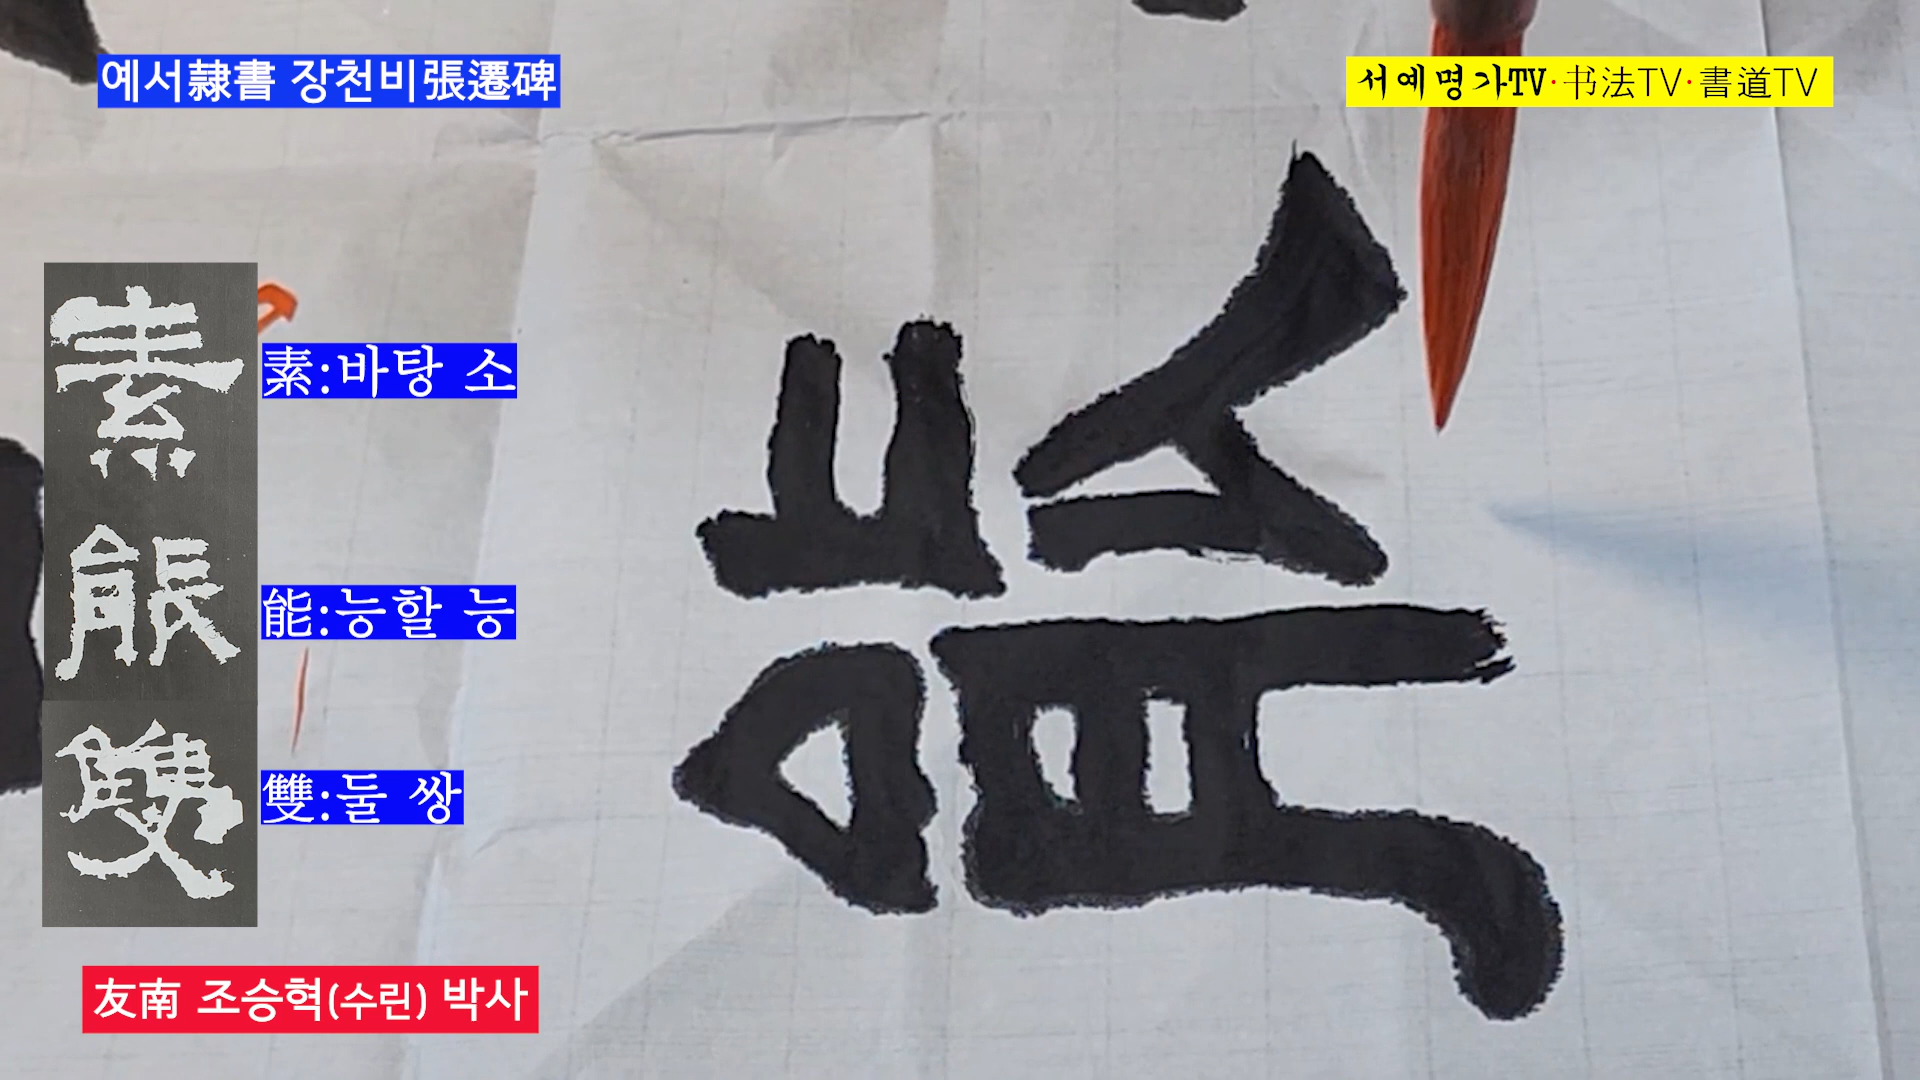 예서隷書 장천비張遷碑
서예명가TV·书法TV·書道TV
素
素:바탕 소
能
能:능할 능
雙
雙:둘 쌍
能
友南 조승혁(수린) 박사